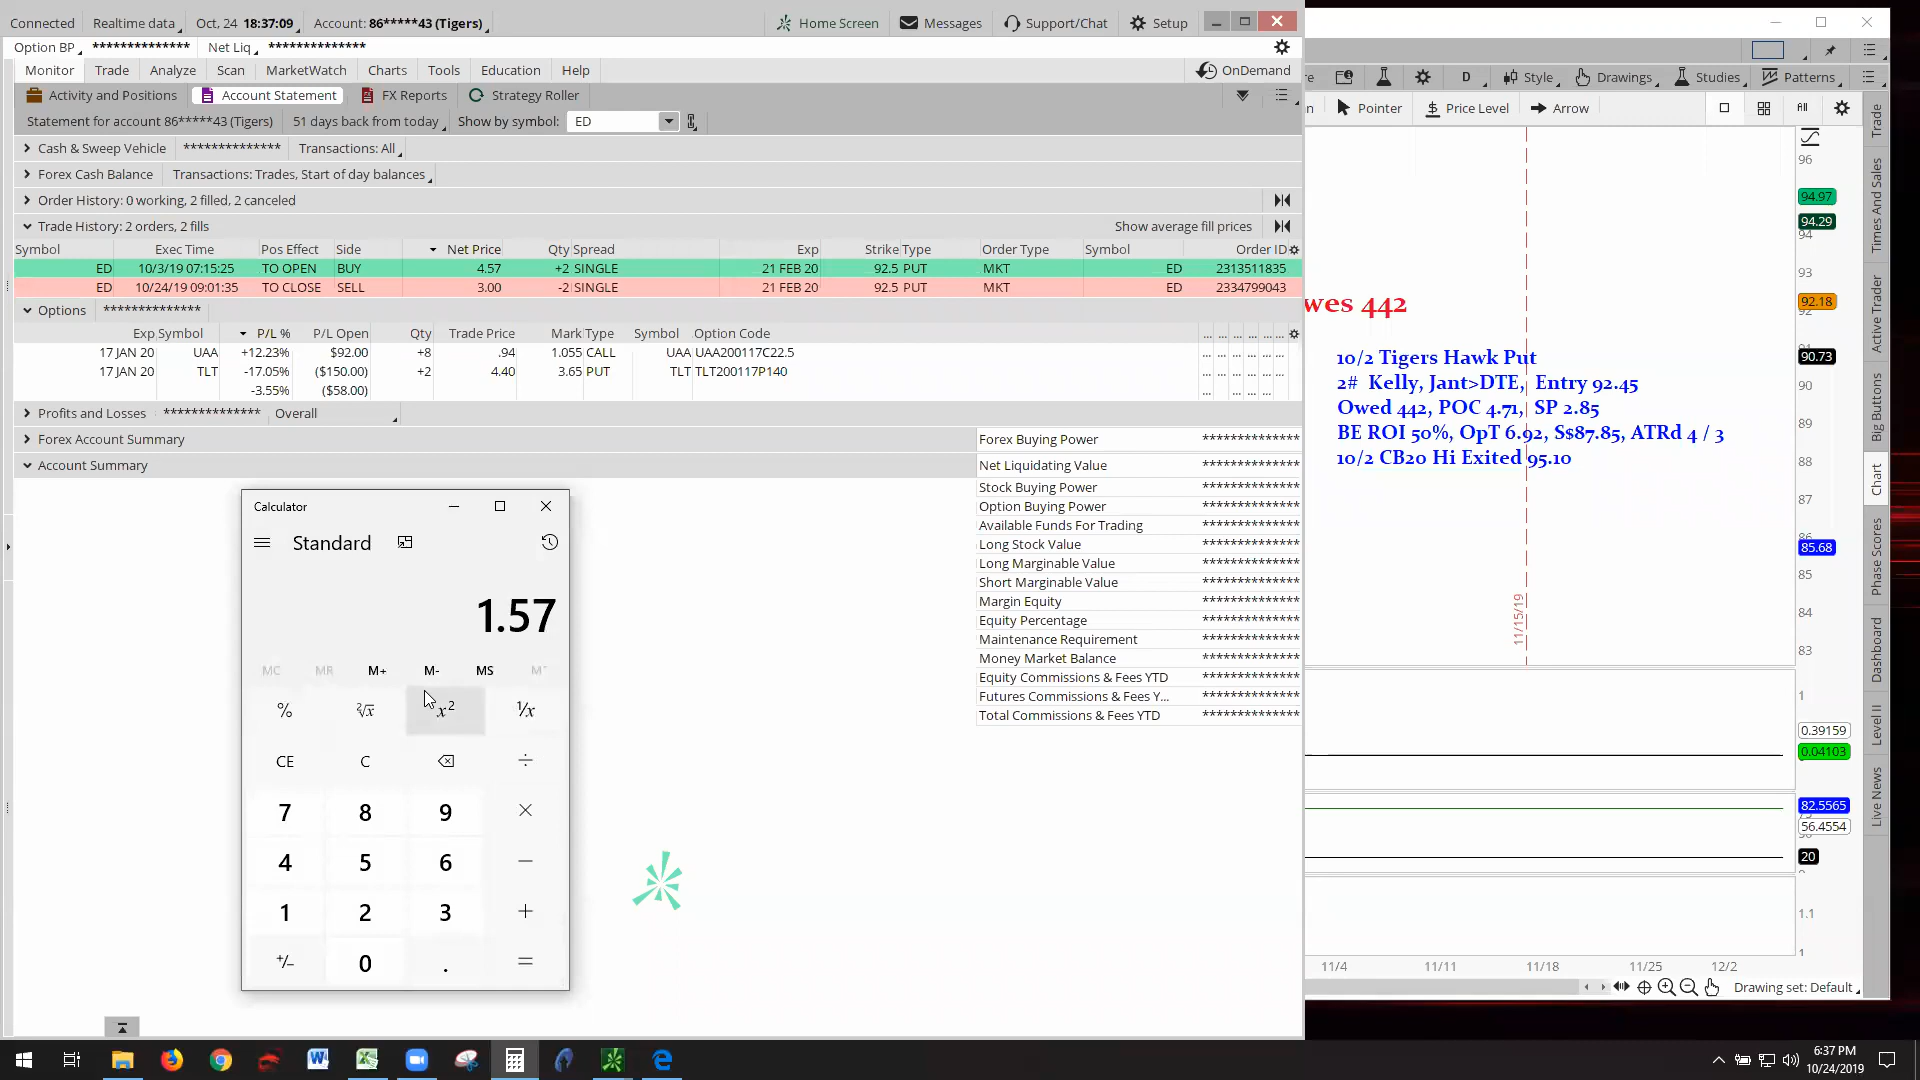 Connected Realtime data Oct, 24 18:37:09 Account: 86*****43 (Tigers) Home Screen Messages Support/Chat Setup
Option BP ************** Net Liq **************
Monitor Trade Analyze Scan MarketWatch Charts Tools Education Help OnDemand
Activity and Positions Account Statement FX Reports Strategy Roller
Statement for account 86*****43 (Tigers) 51 days back from today Show by symbol: ED
Cash & Sweep Vehicle ************** Transactions: All
Forex Cash Balance Transactions: Trades, Start of day balances
Order History: 0 working, 2 filled, 2 canceled
Trade History: 2 orders, 2 fills Show average fill prices
Symbol Exec Time Pos Effect Side Net Price Qty Spread Exp Strike Type Order Type Symbol Order ID
ED 10/3/19 07:15:25 TO OPEN BUY 4.57 +2 SINGLE 21 FEB 20 92.5 PUT MKT ED 2313511835
ED 10/24/19 09:01:35 TO CLOSE SELL 3.00 -2 SINGLE 21 FEB 20 92.5 PUT MKT ED 2334799043
Options **************
Exp Symbol P/L % P/L Open Qty Trade Price Mark Type Symbol Option Code ... ... ... ... ... ...
17 JAN 20 UAA +12.23% $92.00 +8 .94 1.055 CALL UAA UAA200117C22.5 ... ... ... ... ... ...
17 JAN 20 TLT -17.05% ($150.00) +2 4.40 3.65 PUT TLT TLT200117P140 ... ... ... ... ... ...
-3.55% ($58.00) ... ... ... ... ... ...
Profits and Losses ************** Overall
Forex Account Summary
Account Summary
Forex Buying Power **************
Net Liquidating Value **************
Stock Buying Power **************
Option Buying Power **************
Available Funds For Trading **************
Long Stock Value **************
Long Marginable Value **************
Short Marginable Value **************
Margin Equity **************
Equity Percentage **************
Maintenance Requirement **************
Money Market Balance **************
Equity Commissions & Fees YTD **************
Futures Commissions & Fees Y... **************
Total Commissions & Fees YTD **************
Calculator
Standard
1.57
MC MR M+ M- MS
% ²√x x² ¹/x
CE C ÷
7 8 9 ×
4 5 6 −
1 2 3 +
+/− 0 . =
D Style Drawings Studies Patterns
Pointer Price Level Arrow All
wes 442
10/2 Tigers Hawk Put
2# Kelly, Jant>DTE, Entry 92.45
Owed 442, POC 4.71, SP 2.85
BE ROI 50%, OpT 6.92, S$87.85, ATRd 4 / 3
10/2 CB20 Hi Exited 95.10
11/15/19
96
94.97
94.29
94
93
92.18
92
90.73
90
89
88
87
85.68
85
84
83
1
0.39159
0.04103
82.5565
56.4554
20
1.1
1
11/4 11/11 11/18 11/25 12/2
Drawing set: Default
Trade
Times And Sales
Active Trader
Big Buttons
Chart
Phase Scores
Dashboard
Level II
Live News
6:37 PM
10/24/2019